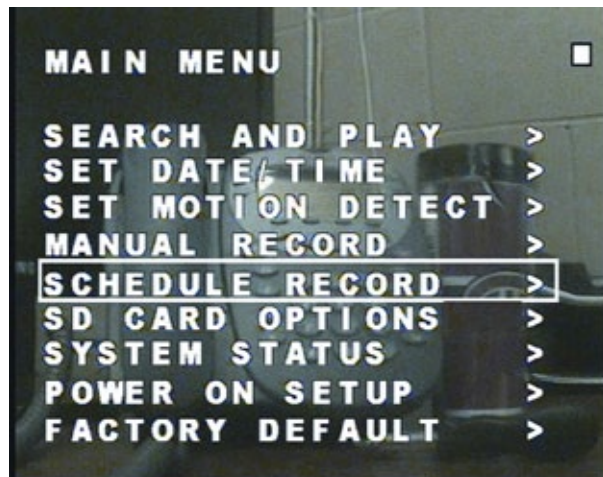 MAIN MENU
SEARCH AND PLAY >
SET DATE/TIME >
SET MOTION DETECT >
MANUAL RECORD >
SCHEDULE RECORD >
SD CARD OPTIONS >
SYSTEM STATUS >
POWER ON SETUP >
FACTORY DEFAULT >